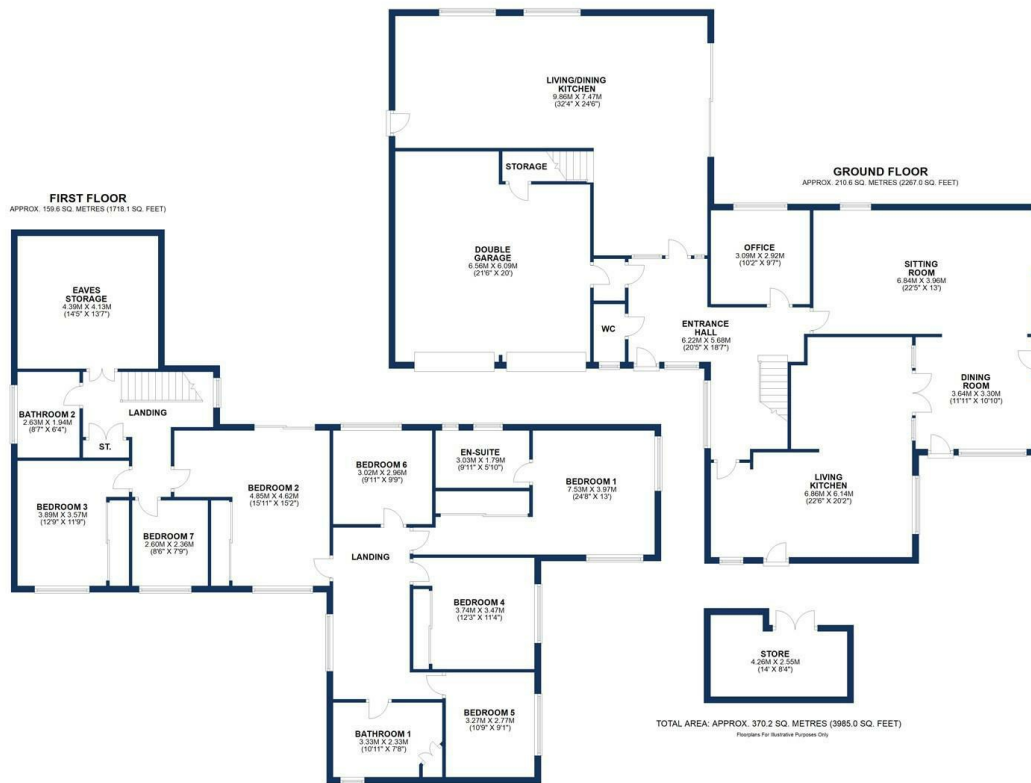 LIVING/DINING
KITCHEN
9.86M X 7.47M
(32'4" X 24'6")
STORAGE
DOUBLE
GARAGE
6.56M X 6.09M
(21'6" X 20')
WC
GROUND FLOOR
APPROX. 210.6 SQ. METRES (2267.0 SQ. FEET)
OFFICE
3.09M X 2.92M
(10'2" X 9'7")
SITTING
ROOM
6.84M X 3.96M
(22'5" X 13')
ENTRANCE
HALL
6.22M X 5.68M
(20'5" X 18'7")
DINING
ROOM
3.64M X 3.30M
(11'11" X 10'10")
LIVING
KITCHEN
6.86M X 6.14M
(22'6" X 20'2")
FIRST FLOOR
APPROX. 159.6 SQ. METRES (1718.1 SQ. FEET)
EAVES
STORAGE
4.39M X 4.13M
(14'5" X 13'7")
BATHROOM 2
2.63M X 1.94M
(8'7" X 6'4")
LANDING
ST.
BEDROOM 3
3.89M X 3.57M
(12'9" X 11'9")
BEDROOM 7
2.60M X 2.36M
(8'6" X 7'9")
BEDROOM 2
4.85M X 4.62M
(15'11" X 15'2")
BEDROOM 6
3.02M X 2.96M
(9'11" X 9'9")
EN-SUITE
3.03M X 1.79M
(9'11" X 5'10")
BEDROOM 1
7.53M X 3.97M
(24'8" X 13')
LANDING
BEDROOM 4
3.74M X 3.47M
(12'3" X 11'4")
BEDROOM 5
3.27M X 2.77M
(10'9" X 9'1")
BATHROOM 1
3.33M X 2.33M
(10'11" X 7'8")
STORE
4.26M X 2.55M
(14' X 8'4")
TOTAL AREA: APPROX. 370.2 SQ. METRES (3985.0 SQ. FEET)
Floorplans For Illustrative Purposes Only